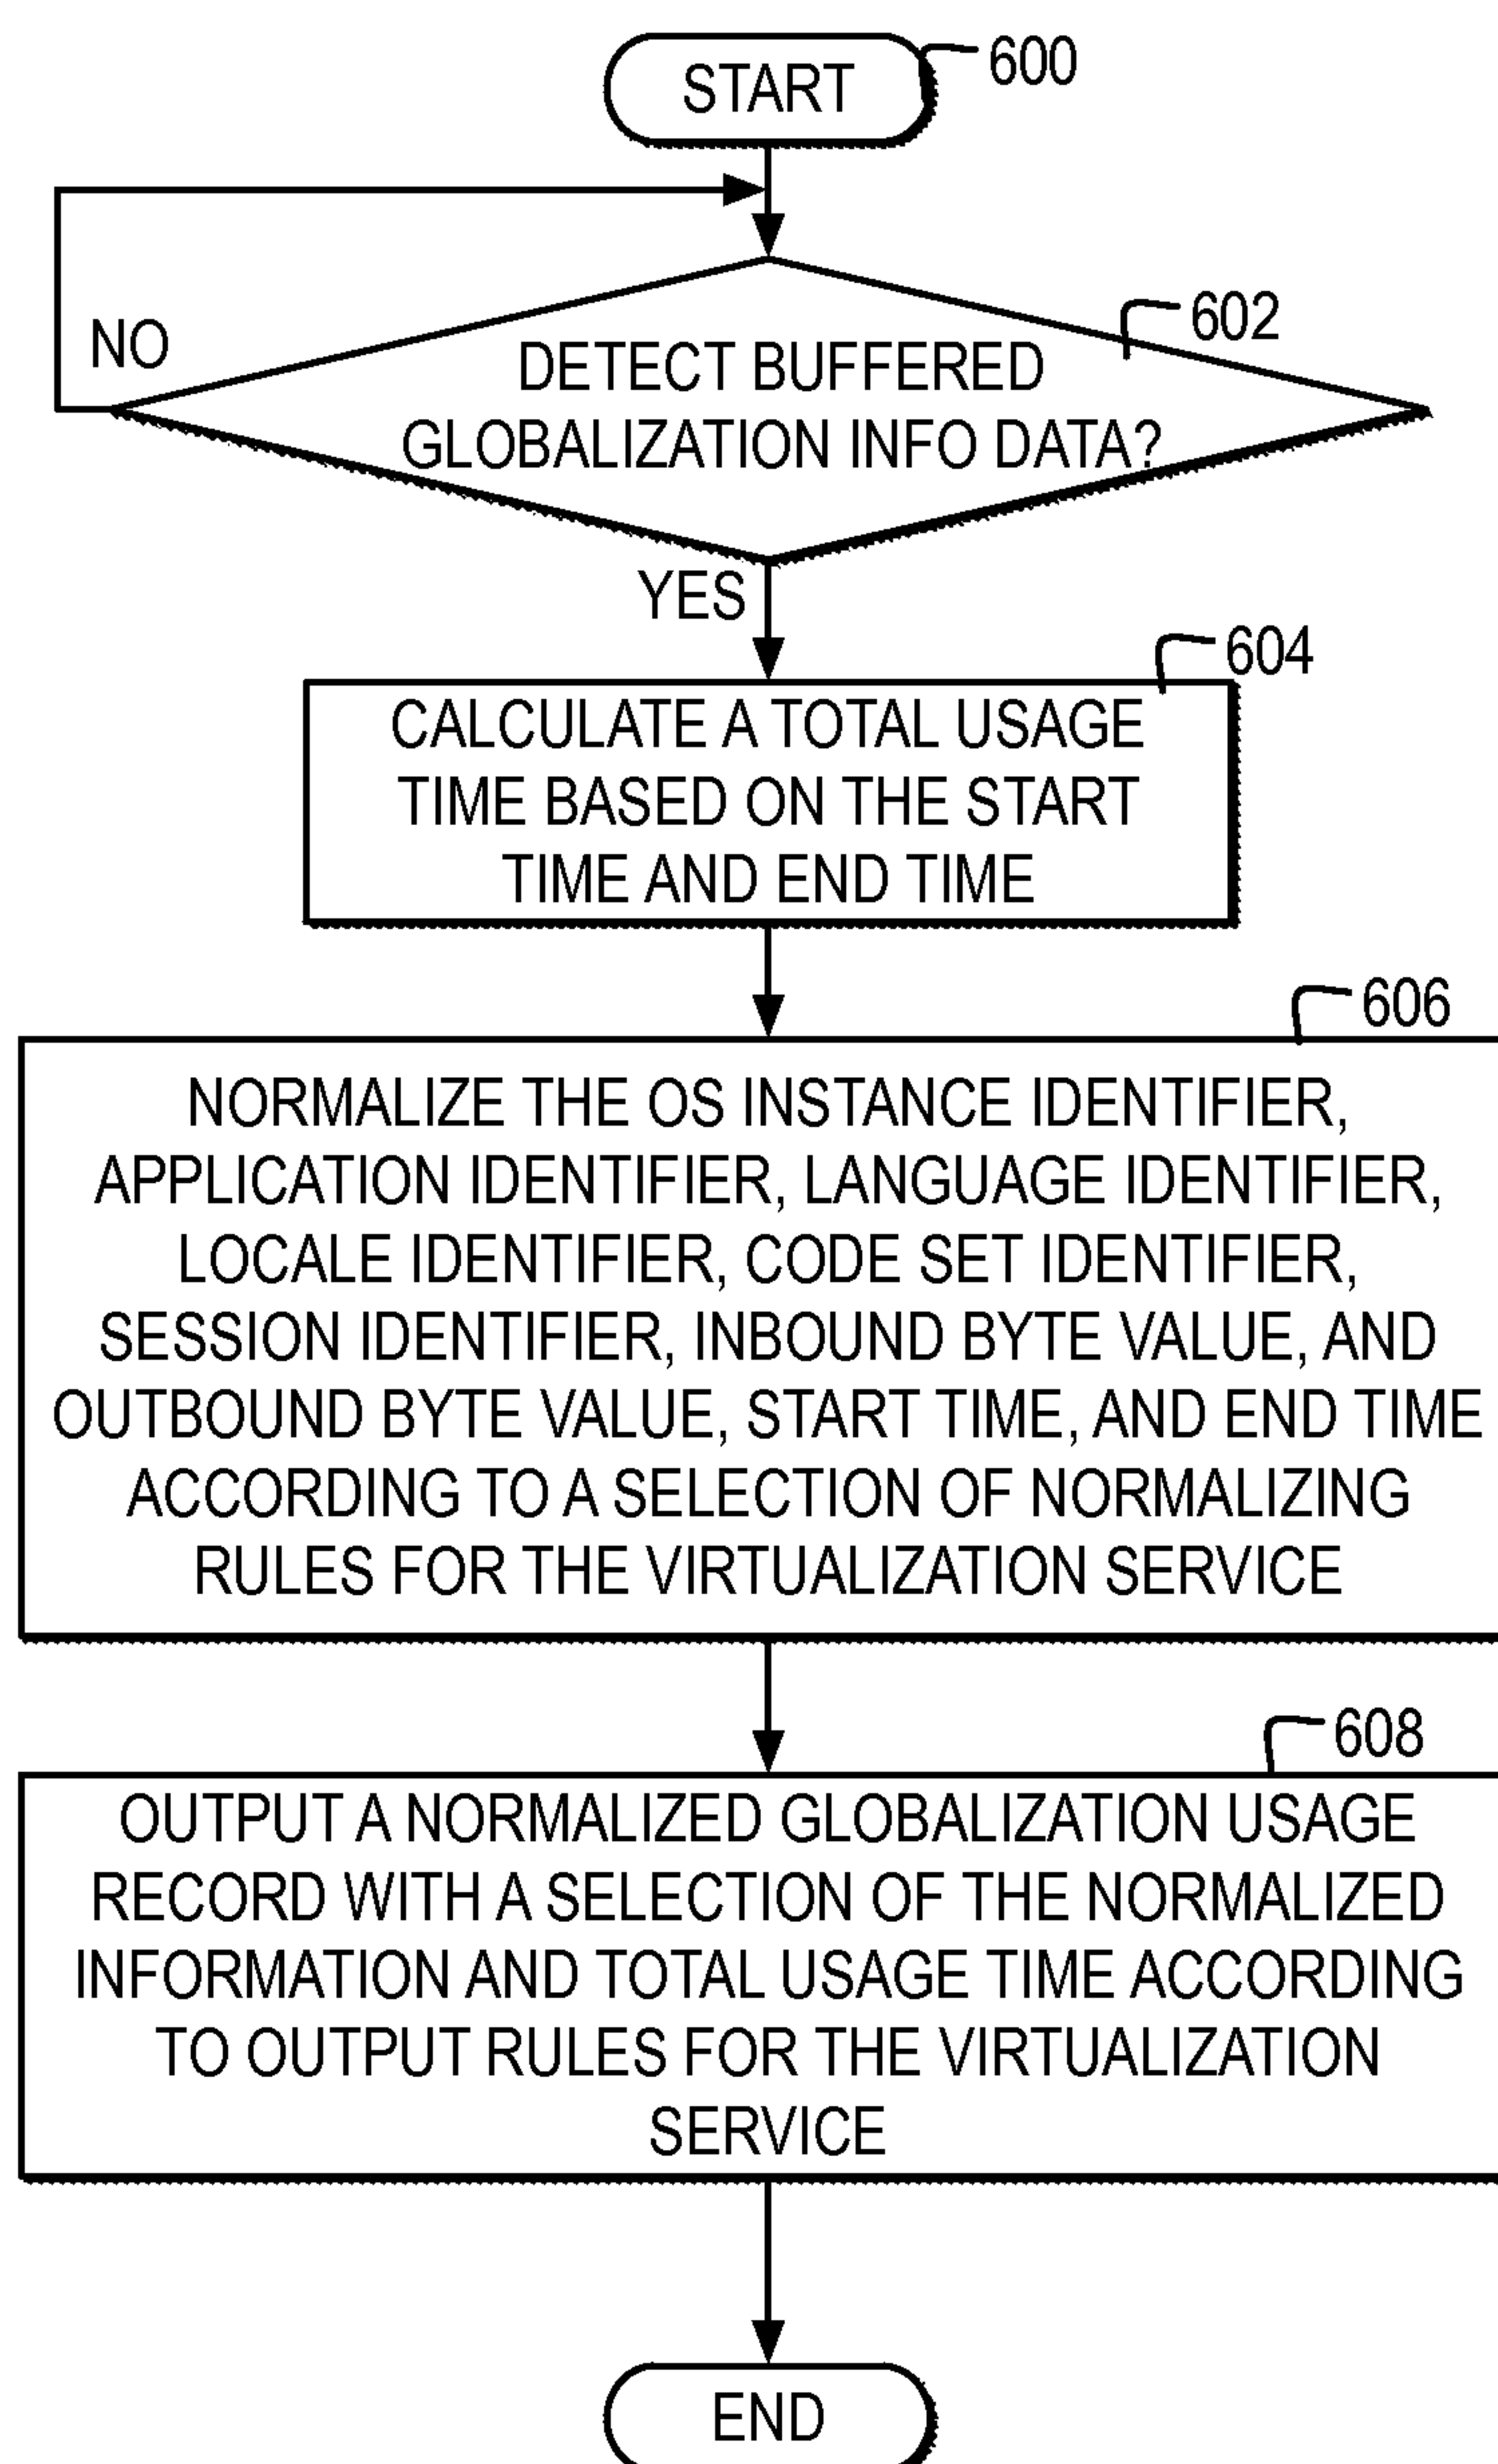 START
600
NO
602
DETECT BUFFERED
GLOBALIZATION INFO DATA?
YES
604
CALCULATE A TOTAL USAGE
TIME BASED ON THE START
TIME AND END TIME
606
NORMALIZE THE OS INSTANCE IDENTIFIER,
APPLICATION IDENTIFIER, LANGUAGE IDENTIFIER,
LOCALE IDENTIFIER, CODE SET IDENTIFIER,
SESSION IDENTIFIER, INBOUND BYTE VALUE, AND
OUTBOUND BYTE VALUE, START TIME, AND END TIME
ACCORDING TO A SELECTION OF NORMALIZING
RULES FOR THE VIRTUALIZATION SERVICE
608
OUTPUT A NORMALIZED GLOBALIZATION USAGE
RECORD WITH A SELECTION OF THE NORMALIZED
INFORMATION AND TOTAL USAGE TIME ACCORDING
TO OUTPUT RULES FOR THE VIRTUALIZATION
SERVICE
END